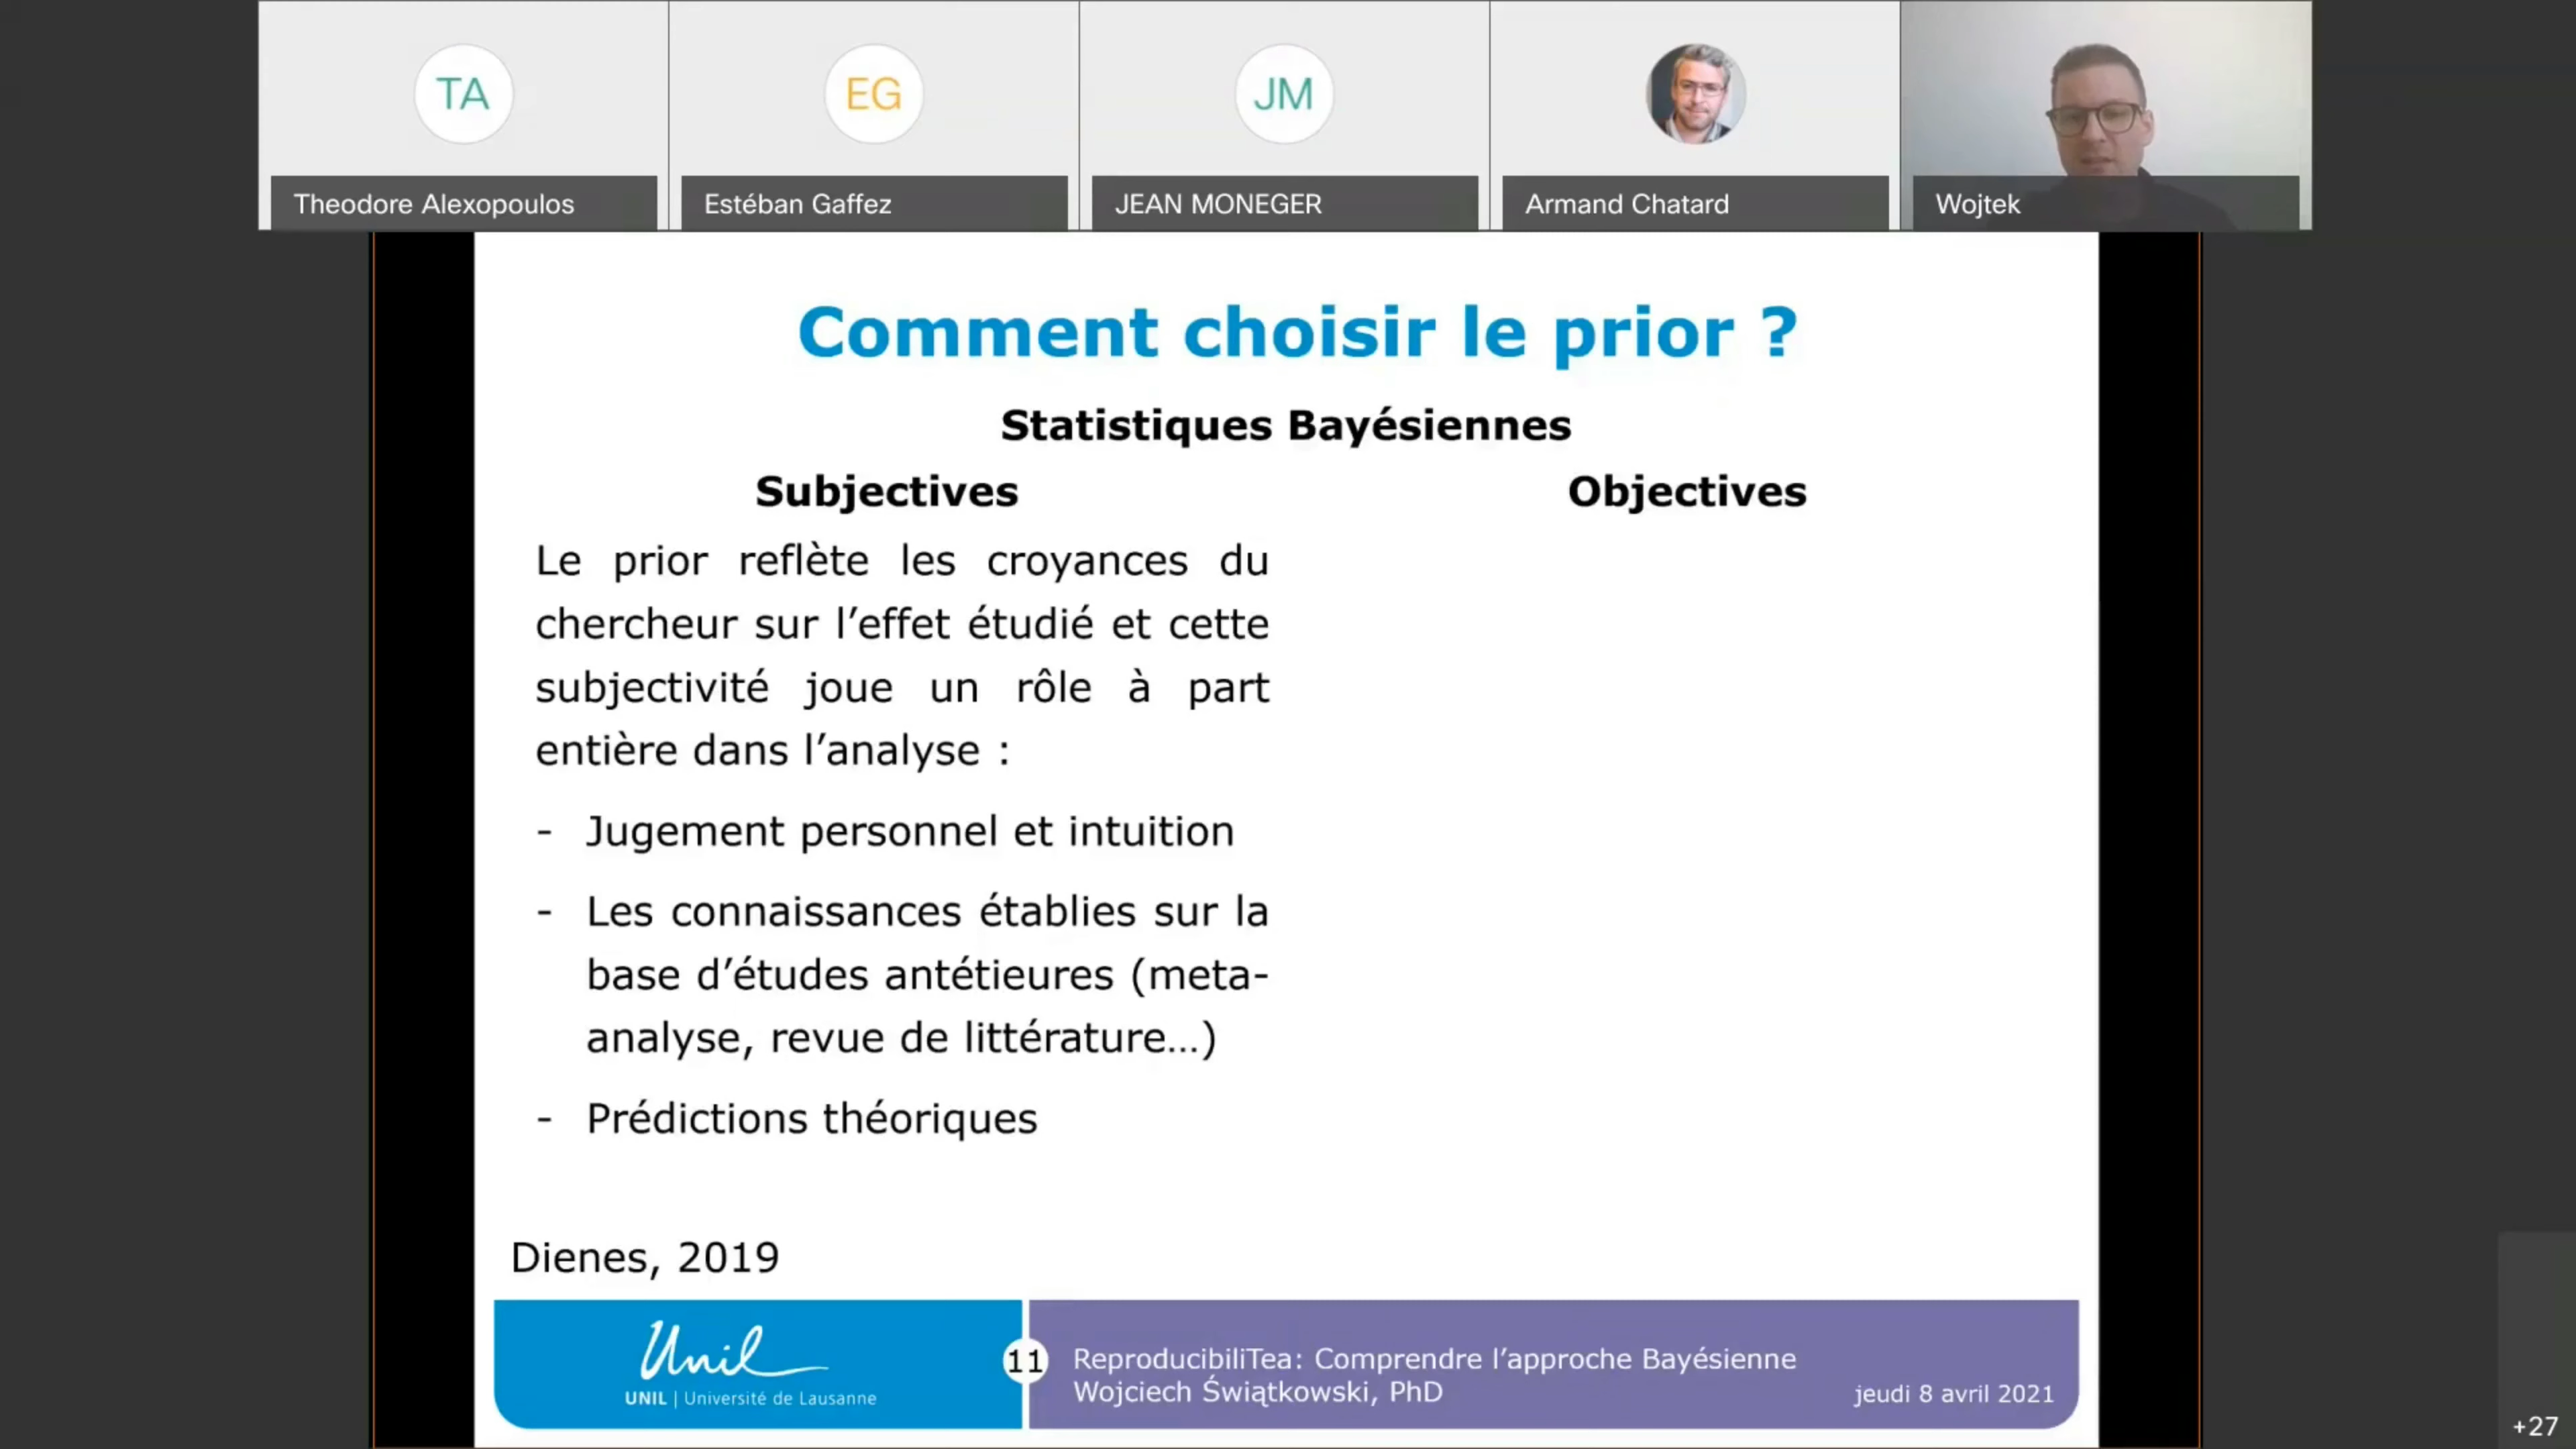 TA
EG
JM
Theodore Alexopoulos
Estéban Gaffez
JEAN MONEGER
Armand Chatard
Wojtek
Comment choisir le prior ?
Statistiques Bayésiennes
Subjectives
Objectives
Le prior reflète les croyances du
chercheur sur l’effet étudié et cette
subjectivité joue un rôle à part
entière dans l’analyse :
- Jugement personnel et intuition
- Les connaissances établies sur la
base d’études antétieures (meta-
analyse, revue de littérature…)
- Prédictions théoriques
Dienes, 2019
Unil
UNIL | Université de Lausanne
11
ReproducibiliTea: Comprendre l’approche Bayésienne
Wojciech Świątkowski, PhD
jeudi 8 avril 2021
+27